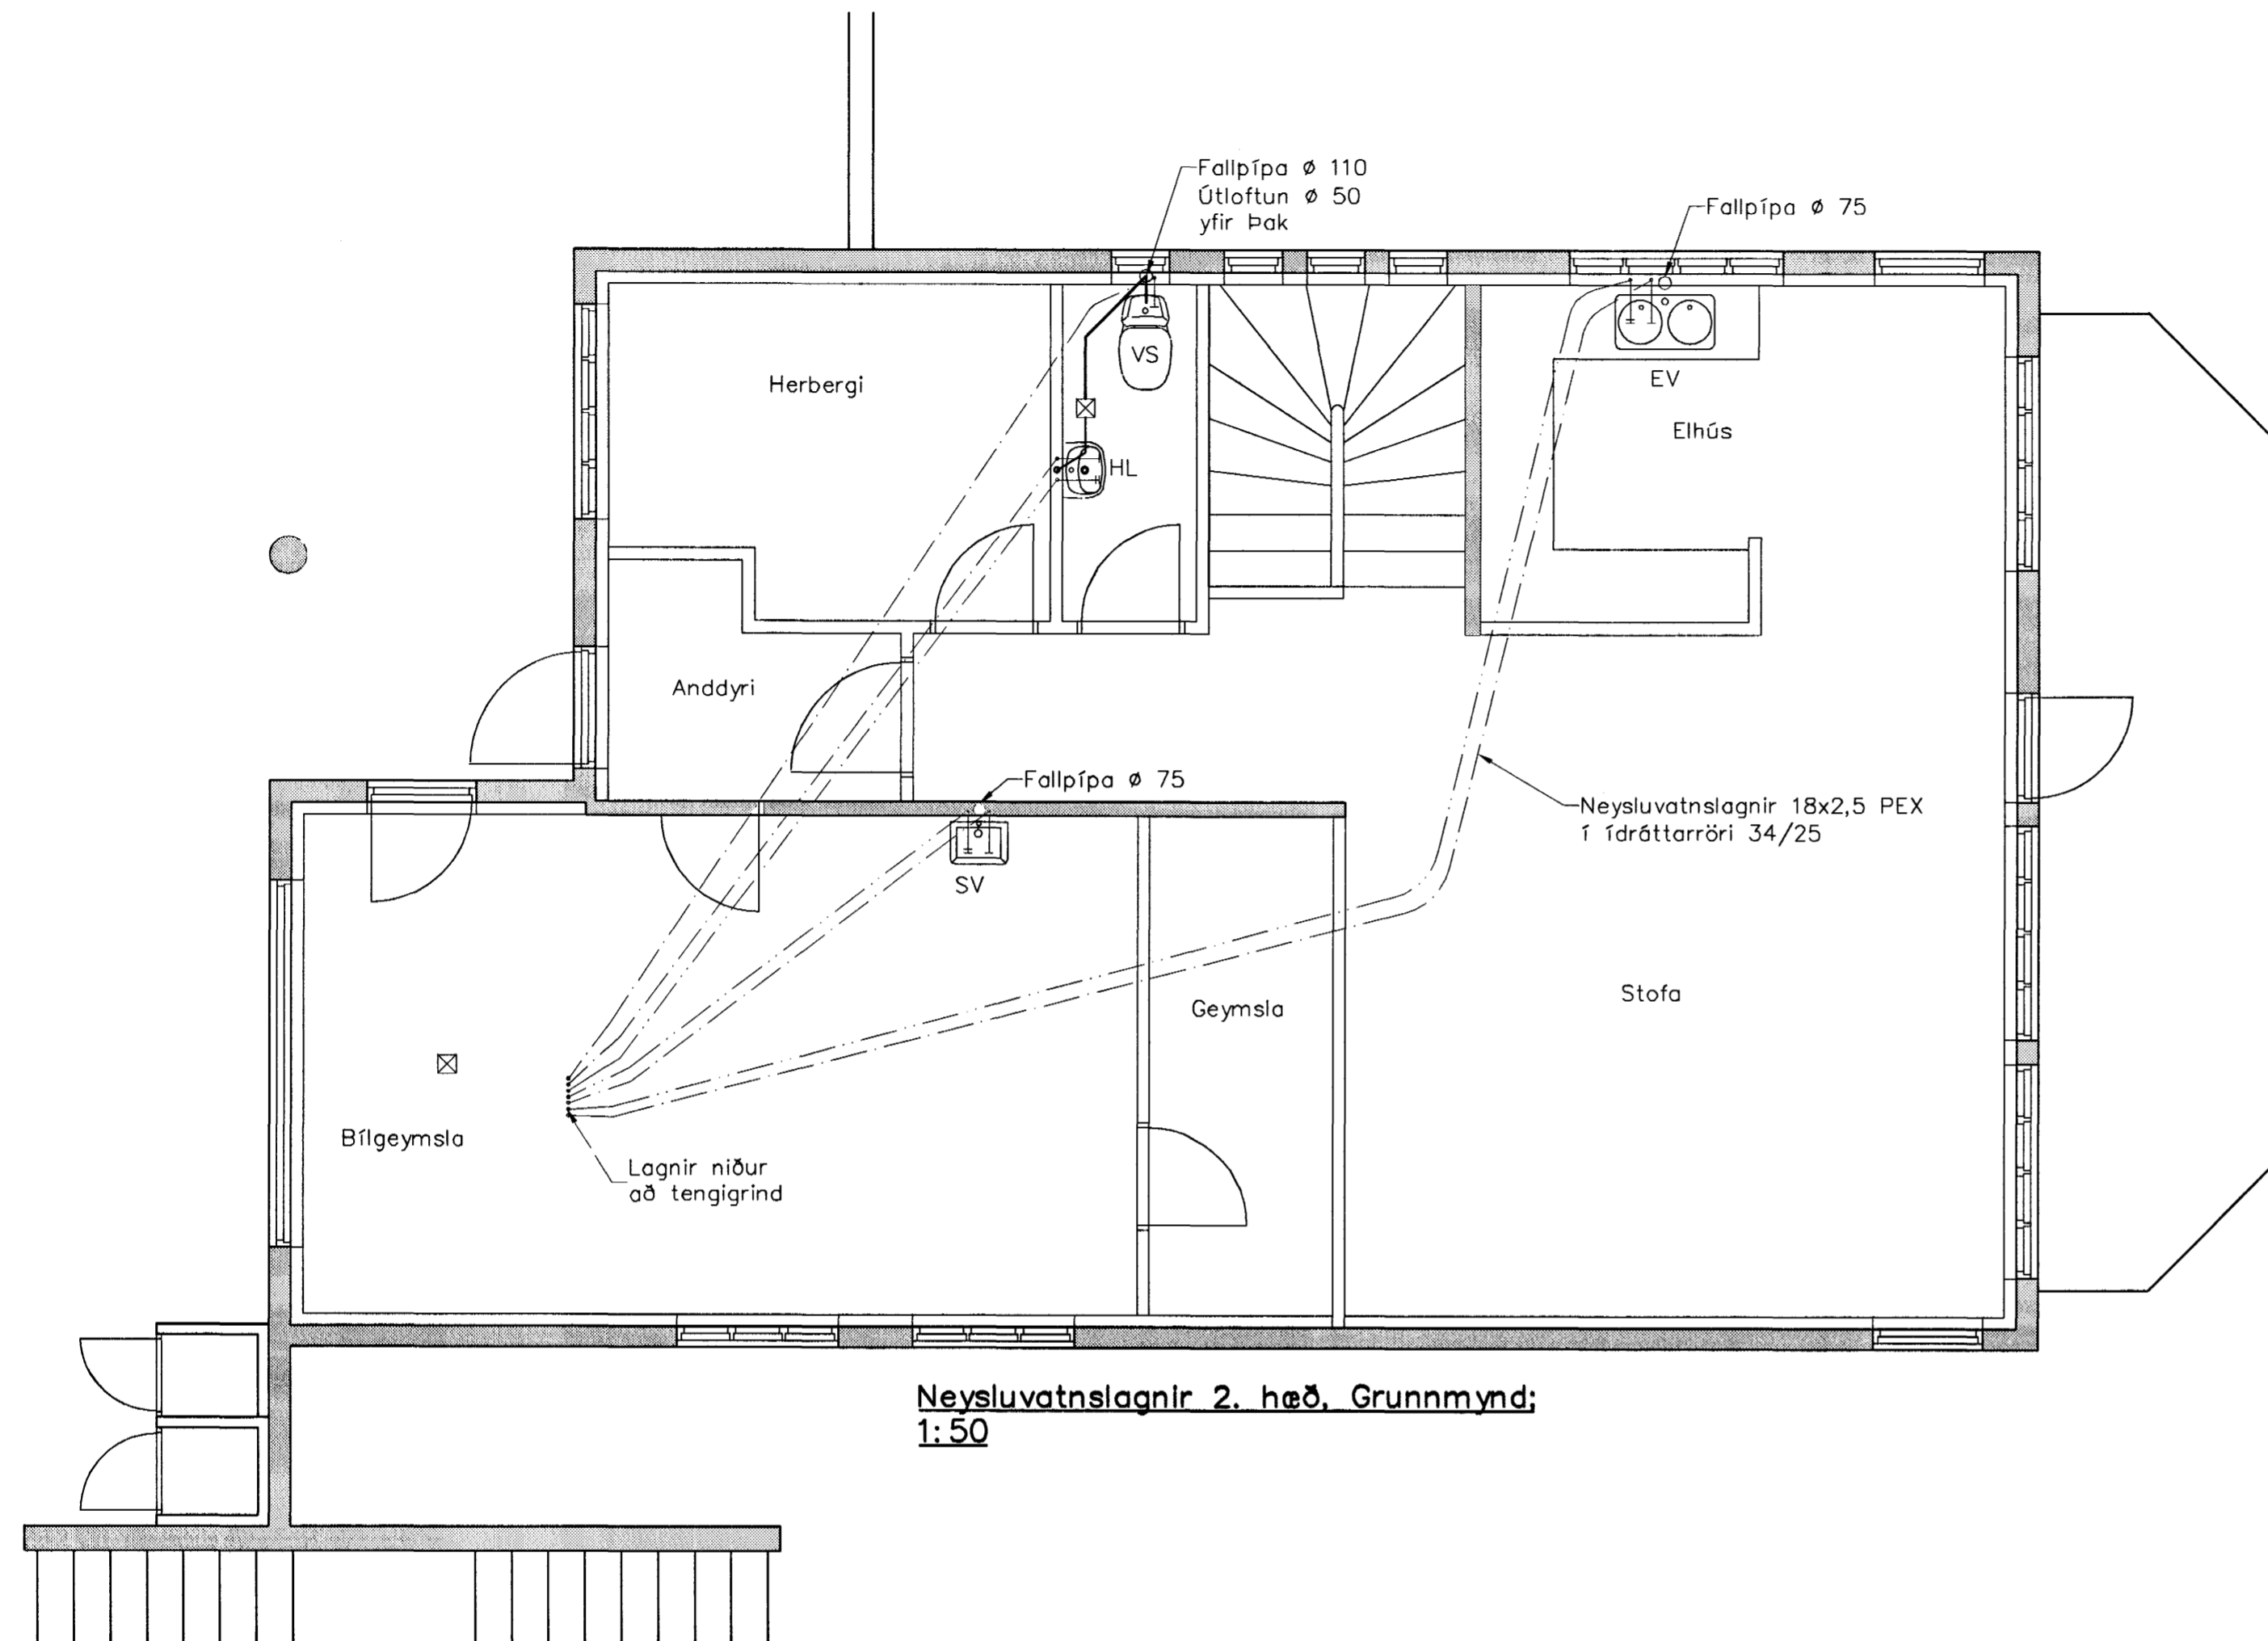 Fallpípa ø 110
Útloftun ø 50
yfir Þak
Fallpípa ø 75
VS
Herbergi
EV
Elhús
HL
Anddyri
Fallpípa ø 75
Neysluvatnslagnir 18x2,5 PEX
í ídráttarröri 34/25
SV
Stofa
Geymsla
Bílgeymsla
Lagnir niður
að tengigrind
Neysluvatnslagnir 2. hæð, Grunnmynd;
1:50